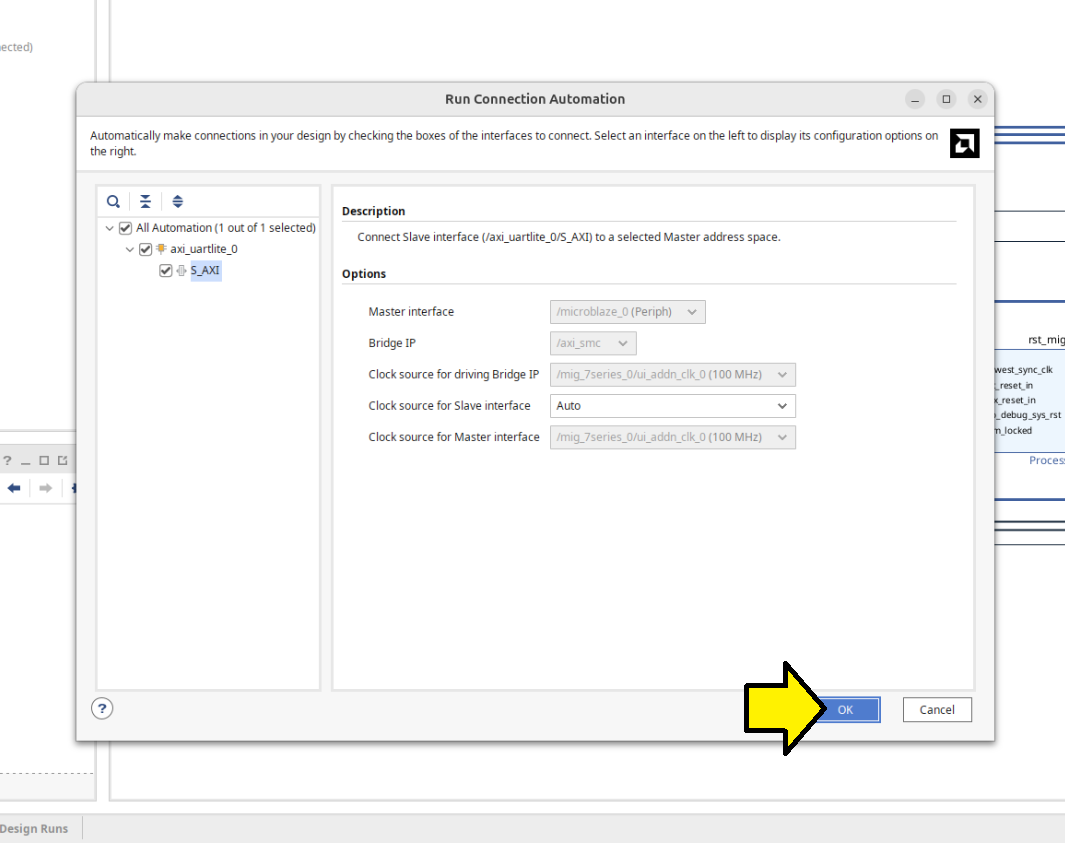 ected)
Run Connection Automation
Automatically make connections in your design by checking the boxes of the interfaces to connect. Select an interface on the left to display its configuration options on
the right.
All Automation (1 out of 1 selected)
axi_uartlite_0
S_AXI
Description
Connect Slave interface (/axi_uartlite_0/S_AXI) to a selected Master address space.
Options
Master interface
/microblaze_0 (Periph)
Bridge IP
/axi_smc
Clock source for driving Bridge IP
/mig_7series_0/ui_addn_clk_0 (100 MHz)
Clock source for Slave interface
Auto
Clock source for Master interface
/mig_7series_0/ui_addn_clk_0 (100 MHz)
rst_mig
west_sync_clk
_reset_in
x_reset_in
_debug_sys_rst
m_locked
Process
?
?
OK
Cancel
Design Runs